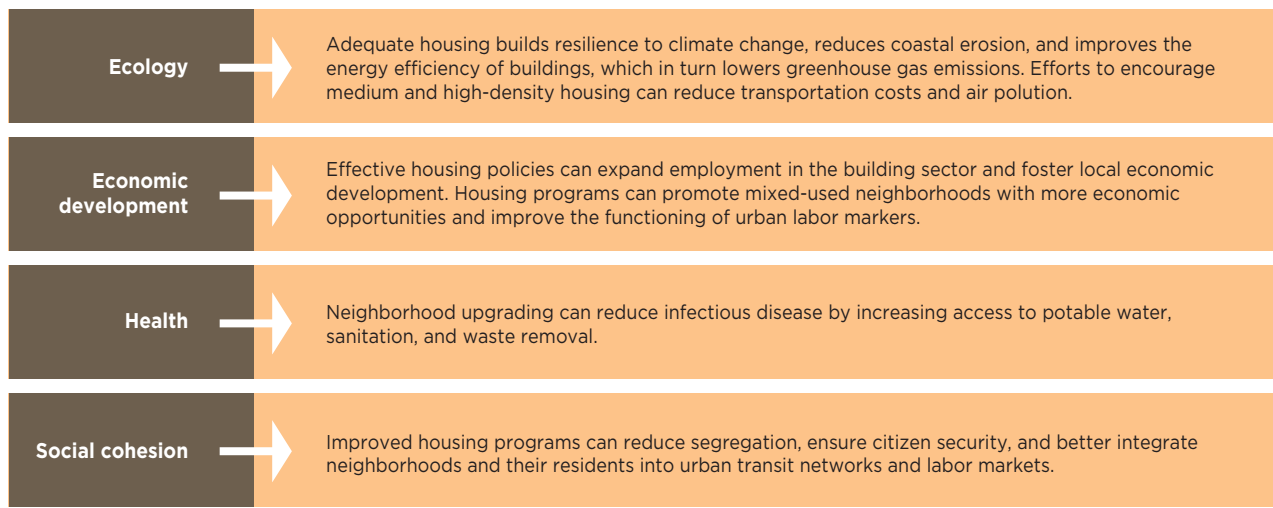 Ecology
Adequate housing builds resilience to climate change, reduces coastal erosion, and improves the
energy efficiency of buildings, which in turn lowers greenhouse gas emissions. Efforts to encourage
medium and high-density housing can reduce transportation costs and air polution.
Economic
development
Effective housing policies can expand employment in the building sector and foster local economic
development. Housing programs can promote mixed-used neighborhoods with more economic
opportunities and improve the functioning of urban labor markers.
Health
Neighborhood upgrading can reduce infectious disease by increasing access to potable water,
sanitation, and waste removal.
Social cohesion
Improved housing programs can reduce segregation, ensure citizen security, and better integrate
neighborhoods and their residents into urban transit networks and labor markets.